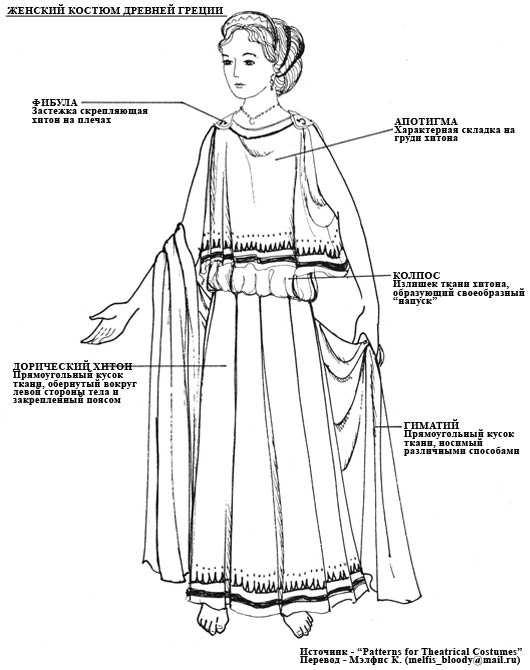 ЖЕНСКИЙ КОСТЮМ ДРЕВНЕЙ ГРЕЦИИ
ФИБУЛА
Застежка скрепляющая
хитон на плечах
АПОТИГМА
Характерная складка на
груди хитона
КОЛПОС
Излишек ткани хитона,
образующий своеобразный
“напуск”
ДОРИЧЕСКИЙ ХИТОН
Прямоугольный кусок
ткани, обернутый вокруг
левой стороны тела и
закрепленный поясом
ГИМАТИЙ
Прямоугольный кусок
ткани, носимый
различными способами
Источник - “Patterns for Theatrical Costumes”
Перевод - Мэлфис К. (melfis_bloody@mail.ru)